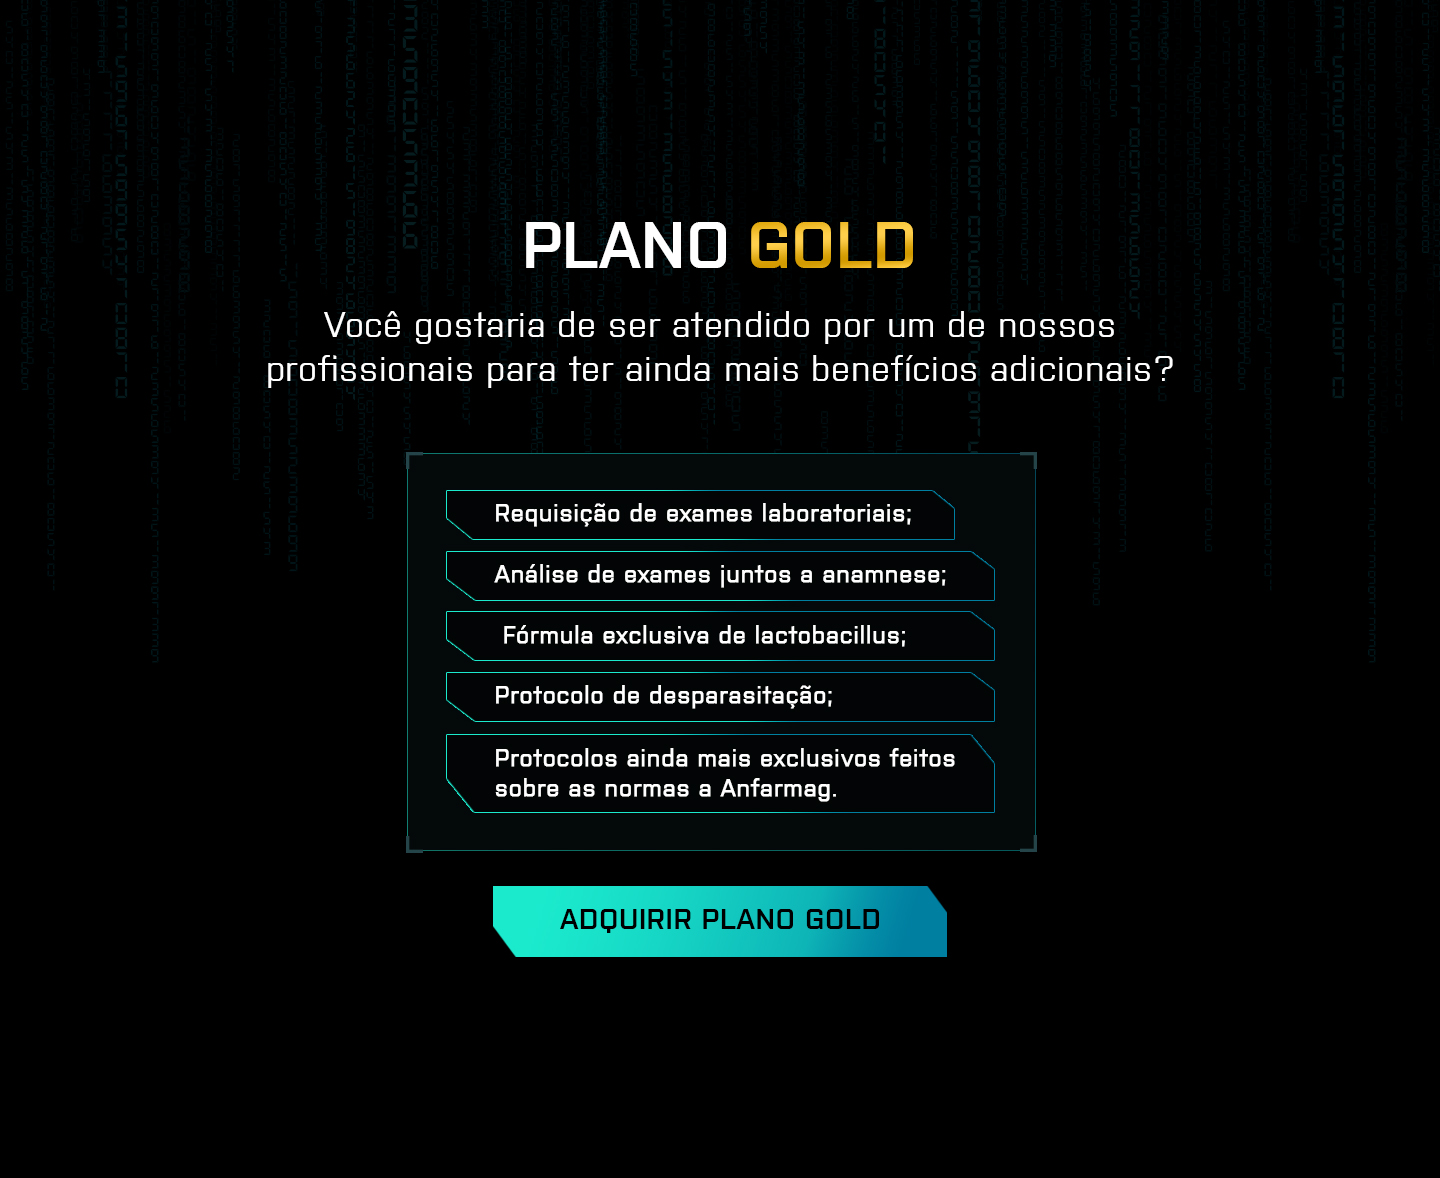 PLANO GOLD
Você gostaria de ser atendido por um de nossos
profissionais para ter ainda mais benefícios adicionais?
Requisição de exames laboratoriais;
Análise de exames juntos a anamnese;
Fórmula exclusiva de lactobacillus;
Protocolo de desparasitação;
Protocolos ainda mais exclusivos feitos
sobre as normas a Anfarmag.
ADQUIRIR PLANO GOLD